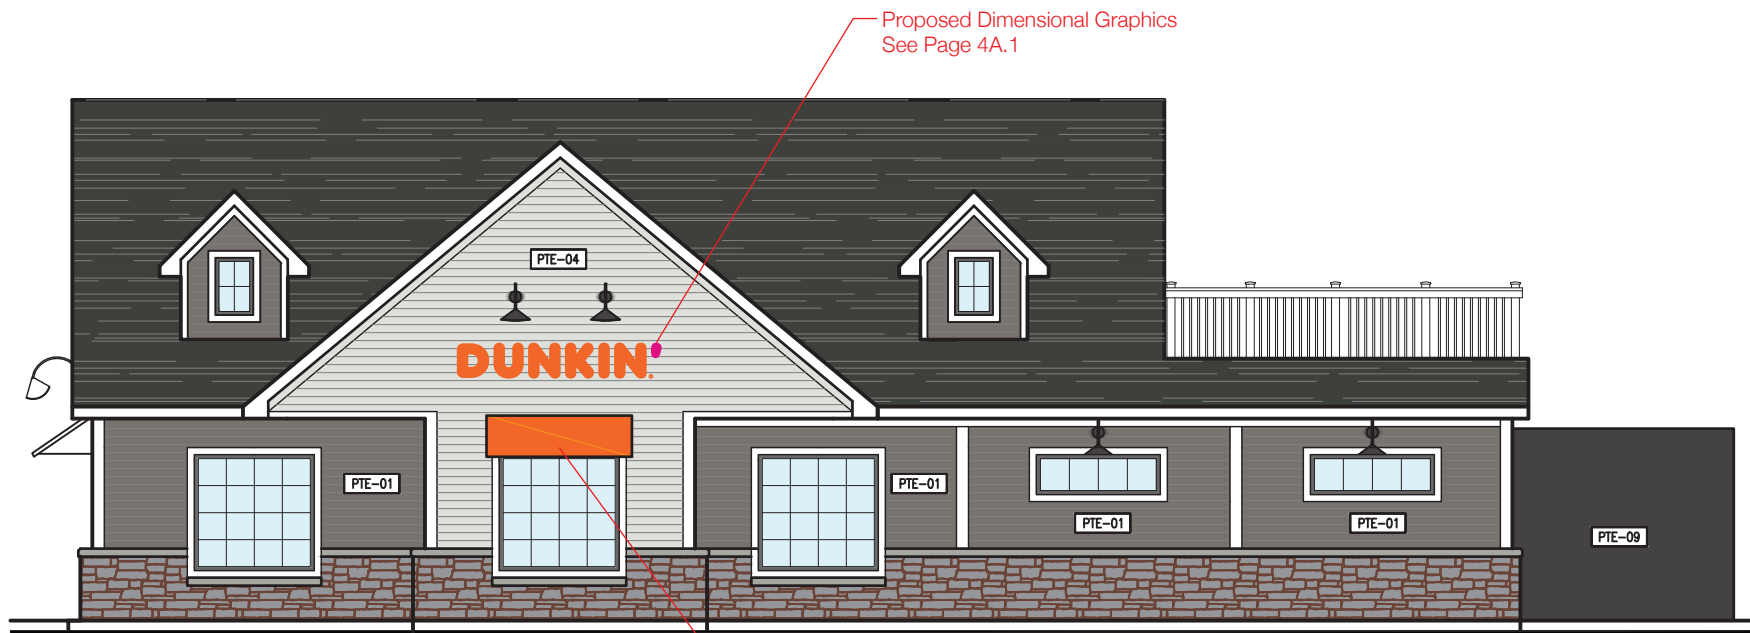 Proposed Dimensional Graphics
See Page 4A.1
PTE-04
DUNKIN'
PTE-01
PTE-01
PTE-01
PTE-01
PTE-09